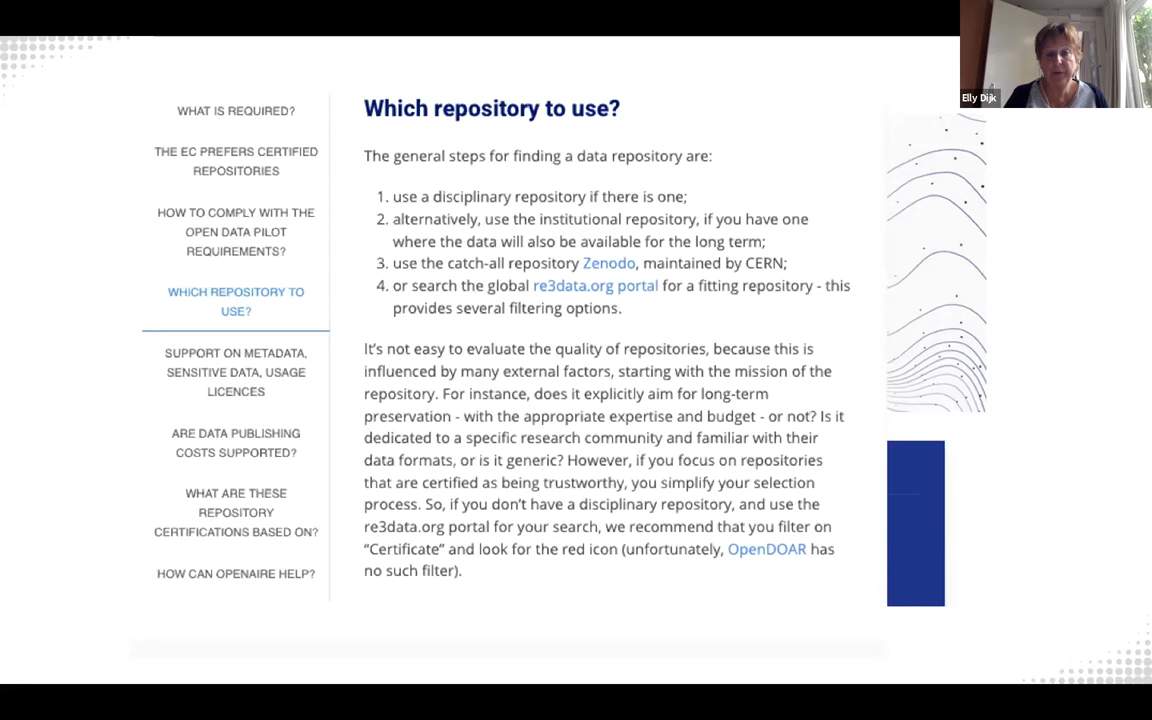 Elly Dijk
WHAT IS REQUIRED?
THE EC PREFERS CERTIFIED
REPOSITORIES
HOW TO COMPLY WITH THE
OPEN DATA PILOT
REQUIREMENTS?
WHICH REPOSITORY TO
USE?
SUPPORT ON METADATA,
SENSITIVE DATA, USAGE
LICENCES
ARE DATA PUBLISHING
COSTS SUPPORTED?
WHAT ARE THESE
REPOSITORY
CERTIFICATIONS BASED ON?
HOW CAN OPENAIRE HELP?
Which repository to use?
The general steps for finding a data repository are:
1. use a disciplinary repository if there is one;
2. alternatively, use the institutional repository, if you have one
where the data will also be available for the long term;
3. use the catch-all repository Zenodo, maintained by CERN;
4. or search the global re3data.org portal for a fitting repository - this
provides several filtering options.
It's not easy to evaluate the quality of repositories, because this is
influenced by many external factors, starting with the mission of the
repository. For instance, does it explicitly aim for long-term
preservation - with the appropriate expertise and budget - or not? Is it
dedicated to a specific research community and familiar with their
data formats, or is it generic? However, if you focus on repositories
that are certified as being trustworthy, you simplify your selection
process. So, if you don't have a disciplinary repository, and use the
re3data.org portal for your search, we recommend that you filter on
“Certificate” and look for the red icon (unfortunately, OpenDOAR has
no such filter).